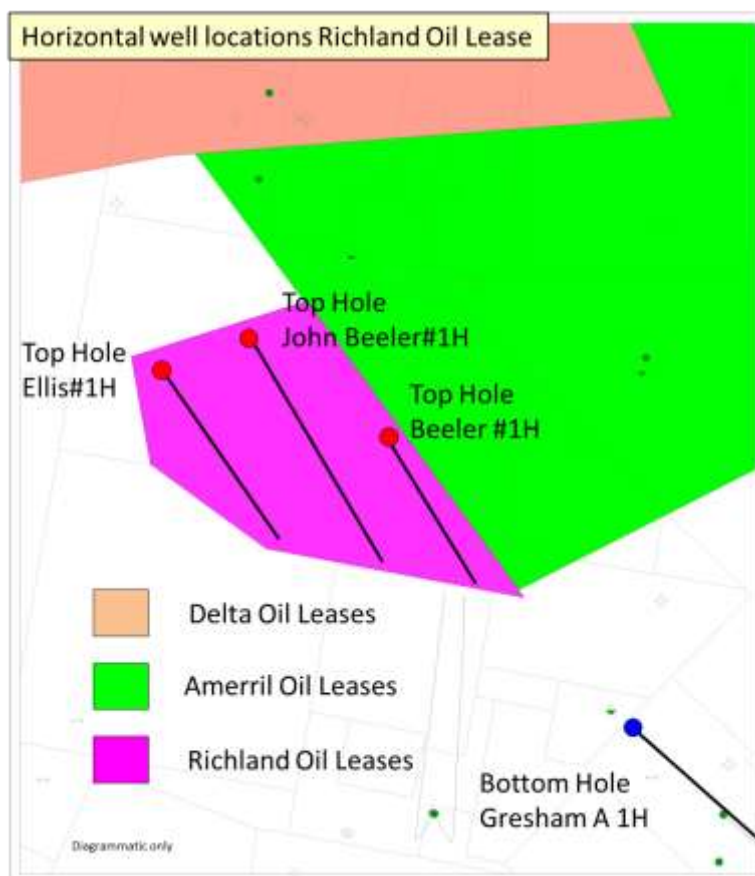 Horizontal well locations Richland Oil Lease
Top Hole
John Beeler#1H
Top Hole
Ellis#1H
Top Hole
Beeler #1H
Delta Oil Leases
Amerril Oil Leases
Richland Oil Leases
Bottom Hole
Gresham A 1H
Diagrammatic only